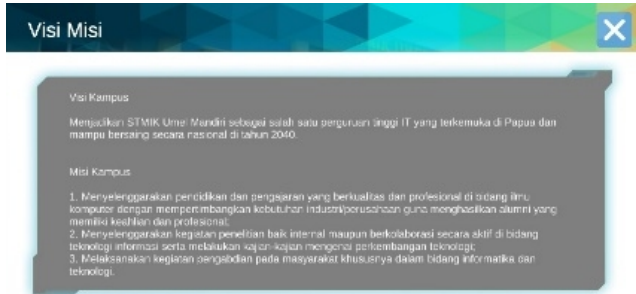 Visi Misi
Visi Kampus
Menjadikan STMIK Umel Mandiri sebagai salah satu perguruan tinggi IT yang terkemuka di Papua dan
mampu bersaing secara nasional di tahun 2040.
Misi Kampus
1. Menyelenggarakan pendidikan dan pengajaran yang berkualitas dan profesional di bidang ilmu
komputer dengan mempertimbangkan kebutuhan industri/perusahaan guna menghasilkan alumni yang
memiliki keahlian dan profesional;
2. Menyelengarakan kegiatan penelitian baik internal maupun berkolaborasi secara aktif di bidang
teknologi informasi serta melakukan kajian-kajian mengenai perkembangan teknologi;
3. Melaksanakan kegiatan pengabdian pada masyarakat khususnya dalam bidang informatika dan
teknologi.